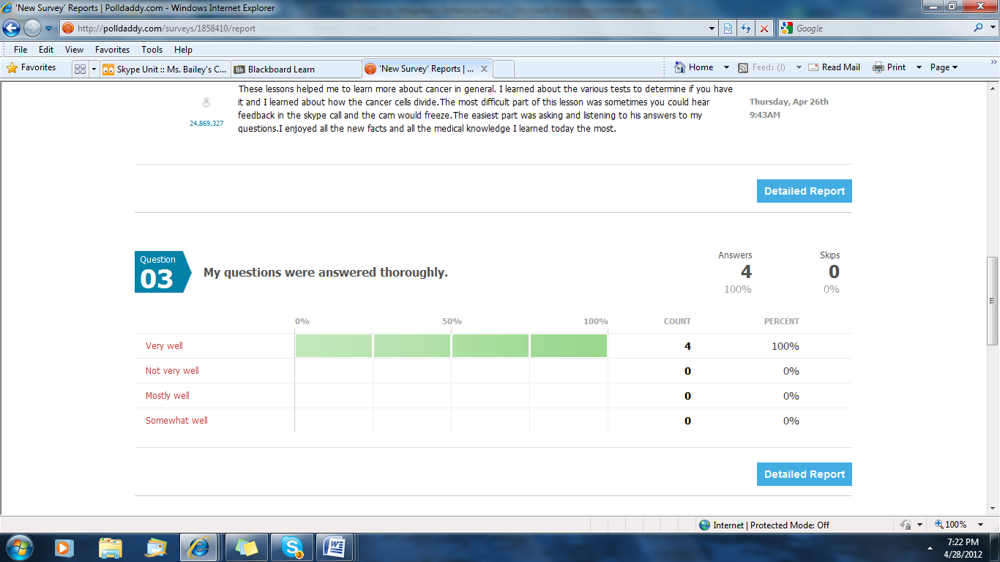 'New Survey' Reports | Polldaddy.com - Windows Internet Explorer
http://polldaddy.com/surveys/1858410/report
Google
File Edit View Favorites Tools Help
Favorites
Skype Unit :: Ms. Bailey's C...
Bb Blackboard Learn
'New Survey' Reports | ...
Home Feeds (J) Read Mail Print Page
These lessons helped me to learn more about cancer in general. I learned about the various tests to determine if you have
it and I learned about how the cancer cells divide.The most difficult part of this lesson was sometimes you could hear
feedback in the skype call and the cam would freeze.The easiest part was asking and listening to his answers to my
questions.I enjoyed all the new facts and all the medical knowledge I learned today the most.
24,869,327
Thursday, Apr 26th
9:43AM
Detailed Report
Question
03
My questions were answered thoroughly.
Answers
4
100%
Skips
0
0%
0% 50% 100% COUNT PERCENT
Very well 4 100%
Not very well 0 0%
Mostly well 0 0%
Somewhat well 0 0%
Detailed Report
Internet | Protected Mode: Off
100%
S
3
W
7:22 PM
4/28/2012